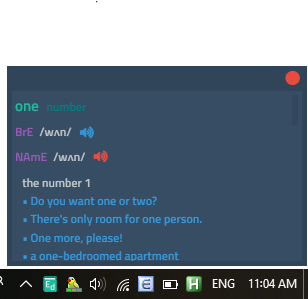 one number
BrE /wʌn/
NAmE /wʌn/
the number 1
▪ Do you want one or two?
▪ There's only room for one person.
▪ One more, please!
▪ a one-bedroomed apartment
ENG 11:04 AM